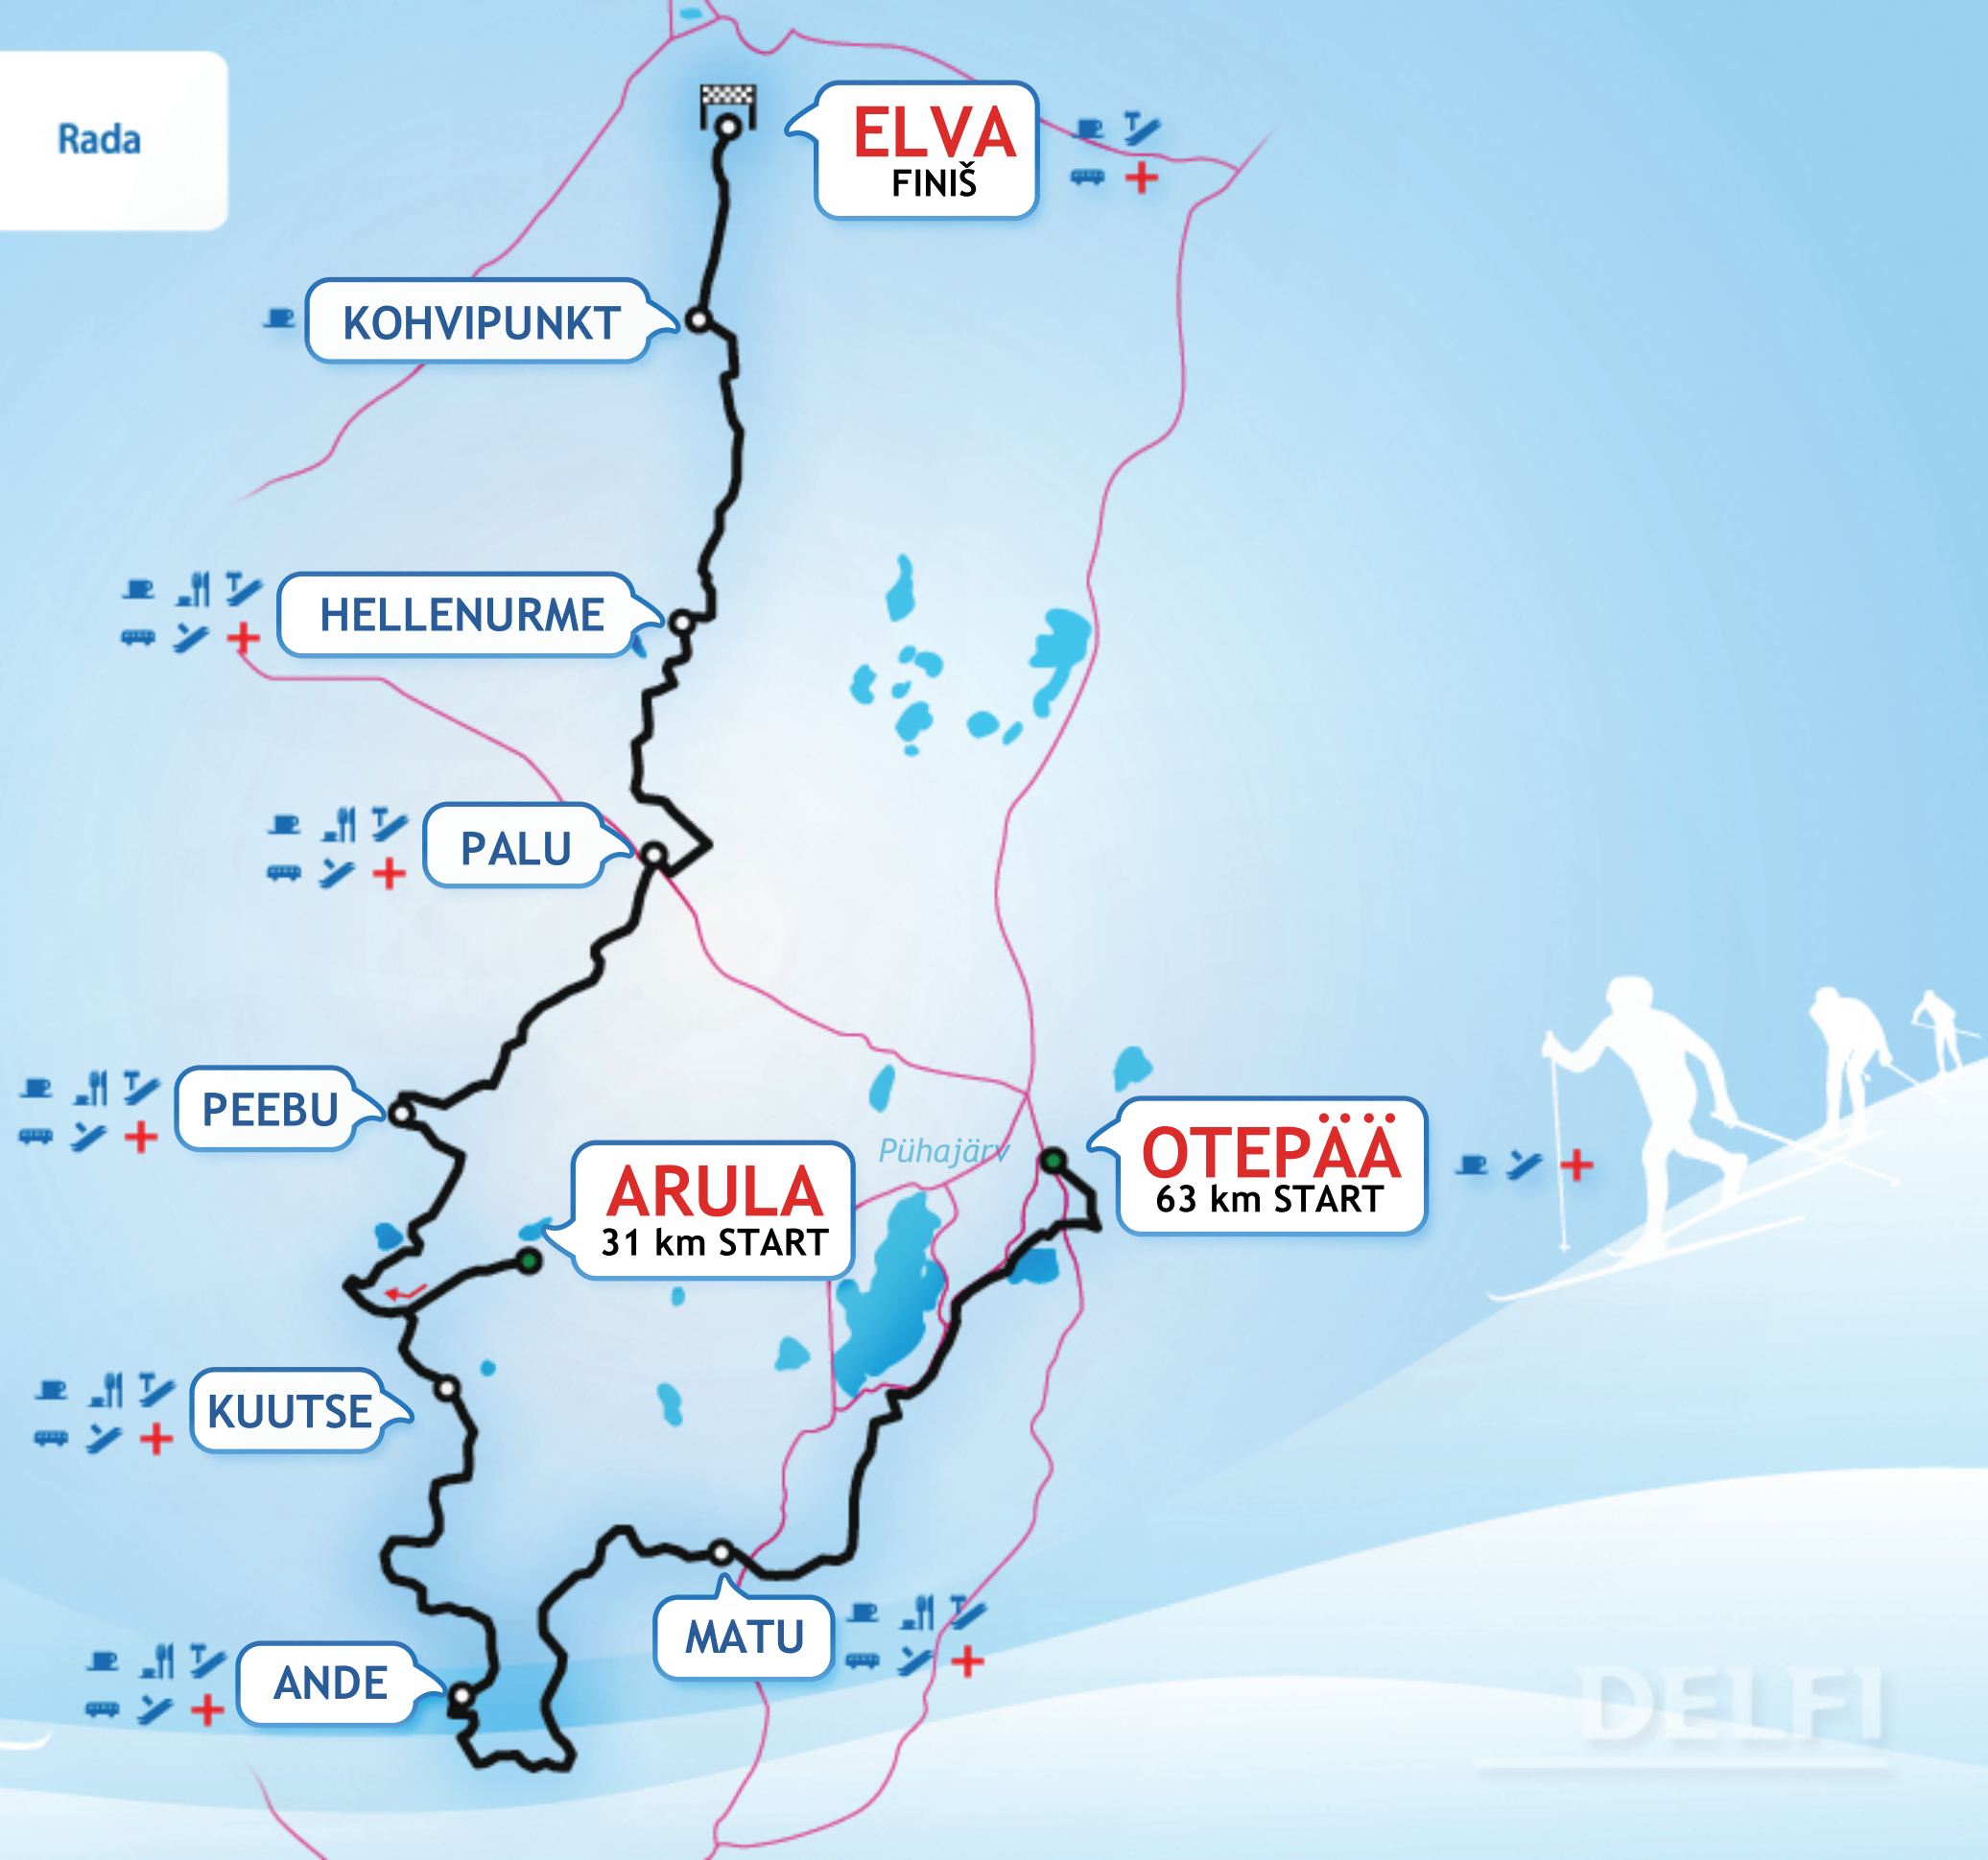 Rada
ELVA
FINIŠ
KOHVIPUNKT
HELLENURME
PALU
PEEBU
Pühajärv
OTEPÄÄ
63 km START
ARULA
31 km START
KUUTSE
MATU
ANDE
DELFI